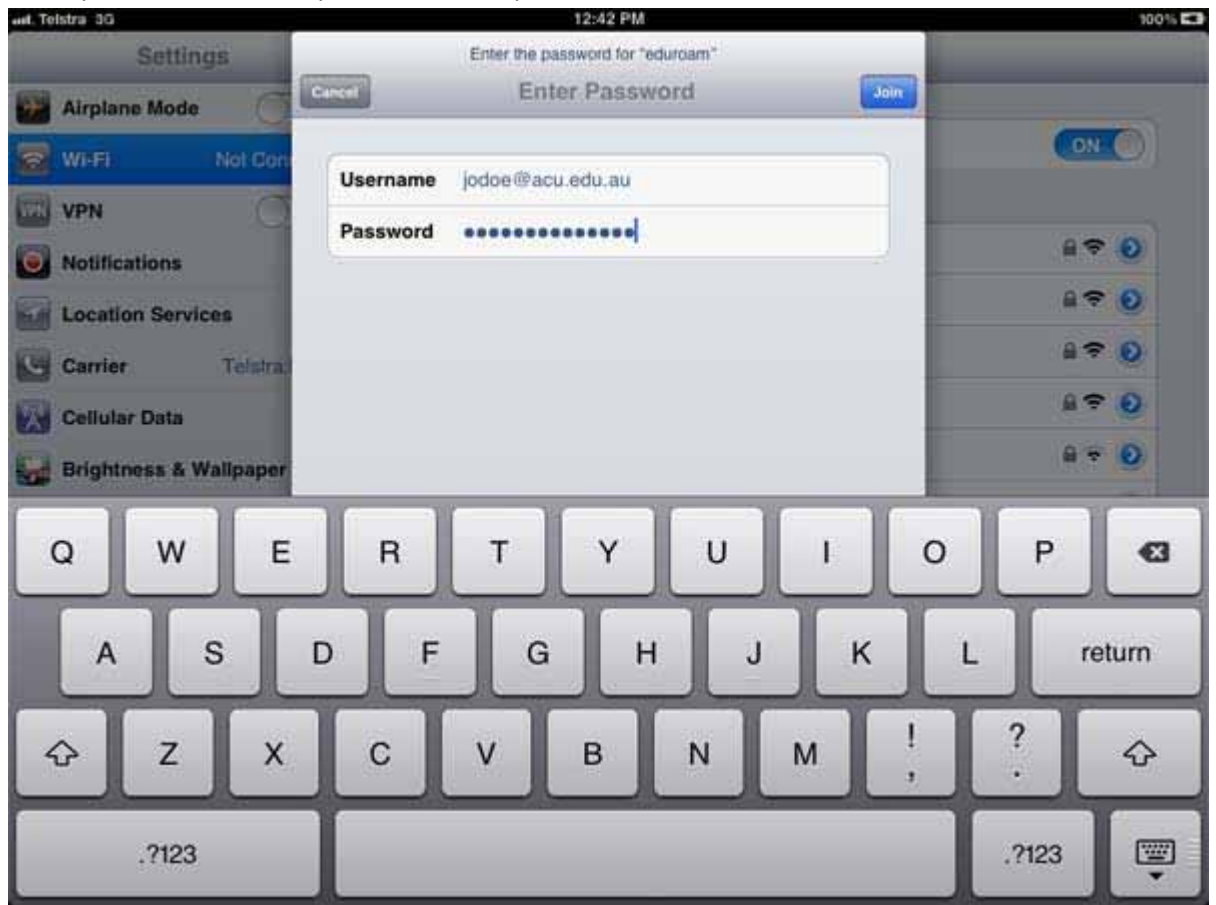 Telstra 3G 12:42 PM 100%
Settings
Enter the password for "eduroam"
Cancel Enter Password Join
Airplane Mode
Wi-Fi Not Con
ON
Username jodoe@acu.edu.au
VPN
Password ••••••••••••••
Notifications
Location Services
Carrier Telstra
Cellular Data
Brightness & Wallpaper
Q W E R T Y U I O P
A S D F G H J K L return
Z X C V B N M ! , ? .
.?123 .?123